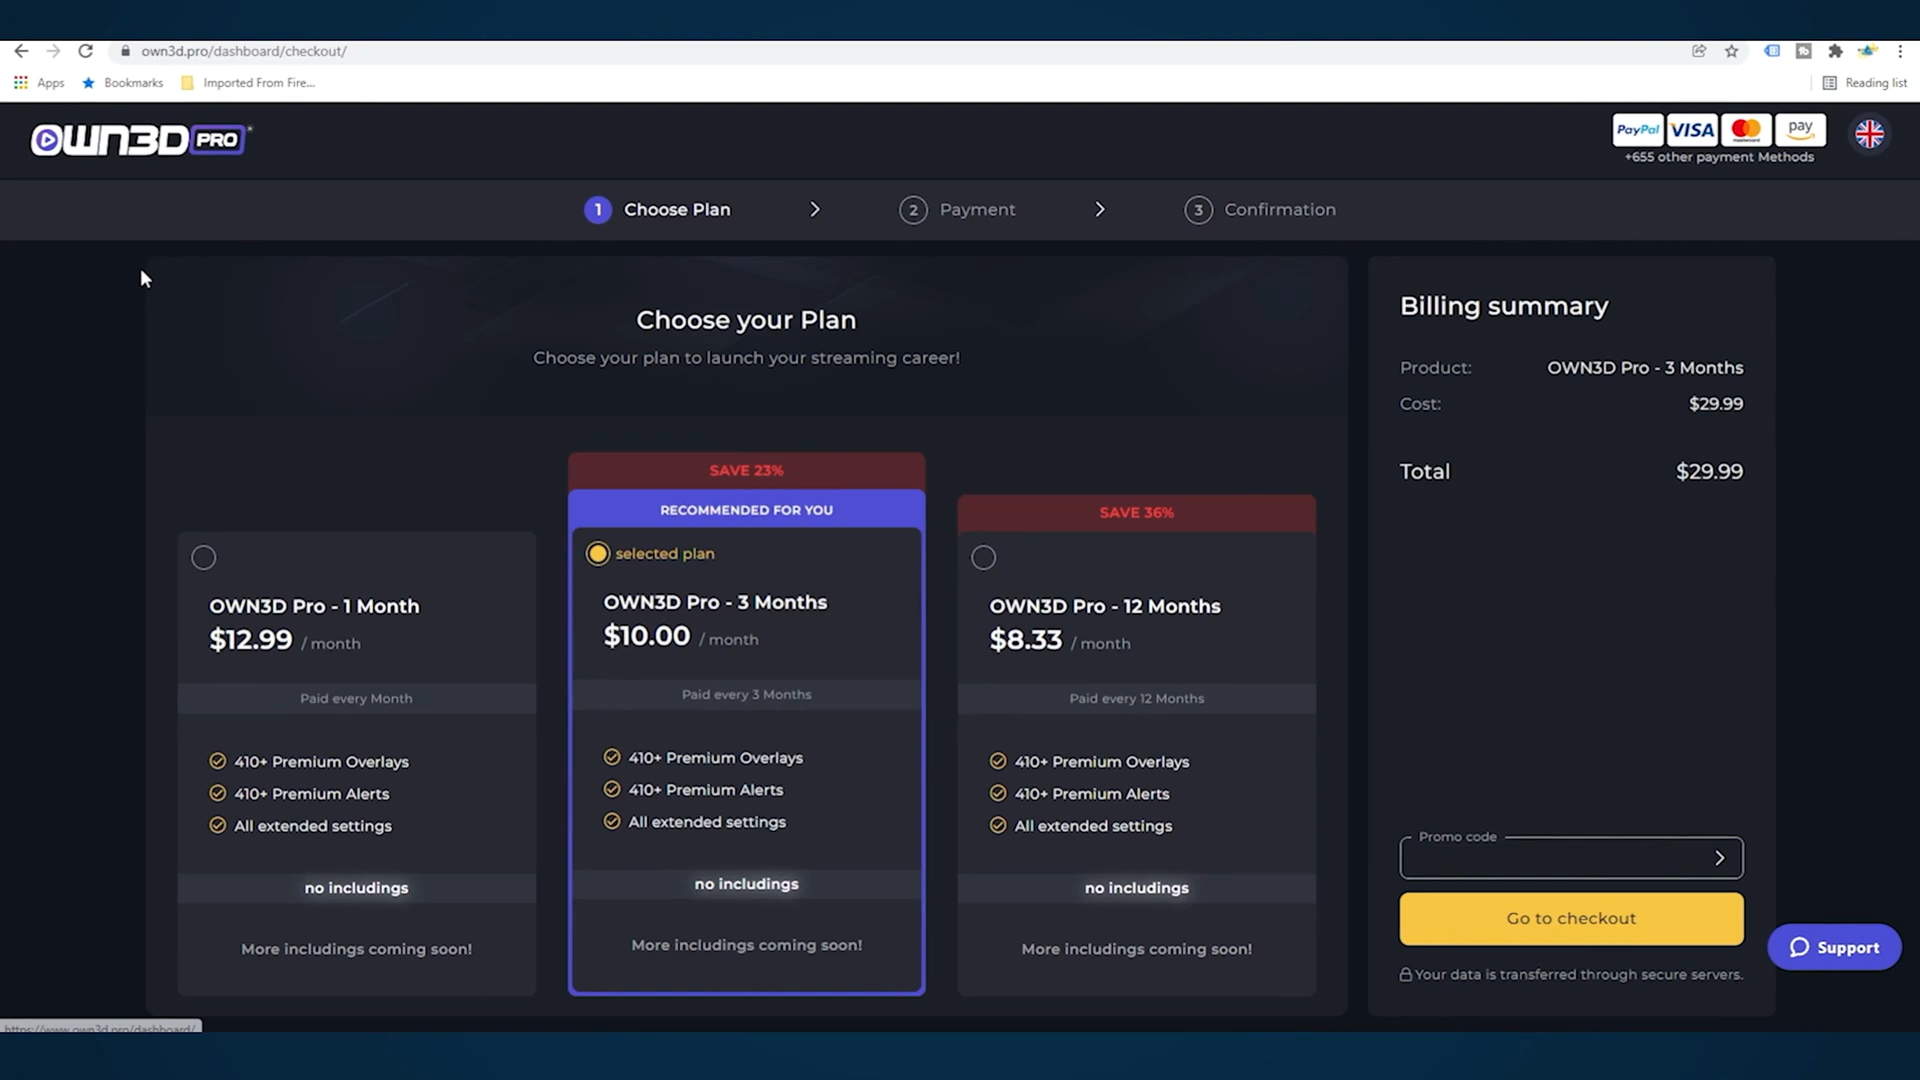 own3d.pro/dashboard/checkout/
Apps
Bookmarks
Imported From Fire...
Reading list
OWN3D PRO
PayPal VISA mastercard pay
+655 other payment Methods
1 Choose Plan
2 Payment
3 Confirmation
Choose your Plan
Choose your plan to launch your streaming career!
OWN3D Pro - 1 Month
$12.99 / month
Paid every Month
410+ Premium Overlays
410+ Premium Alerts
All extended settings
no includings
More includings coming soon!
SAVE 23%
RECOMMENDED FOR YOU
selected plan
OWN3D Pro - 3 Months
$10.00 / month
Paid every 3 Months
410+ Premium Overlays
410+ Premium Alerts
All extended settings
no includings
More includings coming soon!
SAVE 36%
OWN3D Pro - 12 Months
$8.33 / month
Paid every 12 Months
410+ Premium Overlays
410+ Premium Alerts
All extended settings
no includings
More includings coming soon!
Billing summary
Product: OWN3D Pro - 3 Months
Cost: $29.99
Total $29.99
Promo code
Go to checkout
Your data is transferred through secure servers.
Support
https://www.own3d.pro/dashboard/